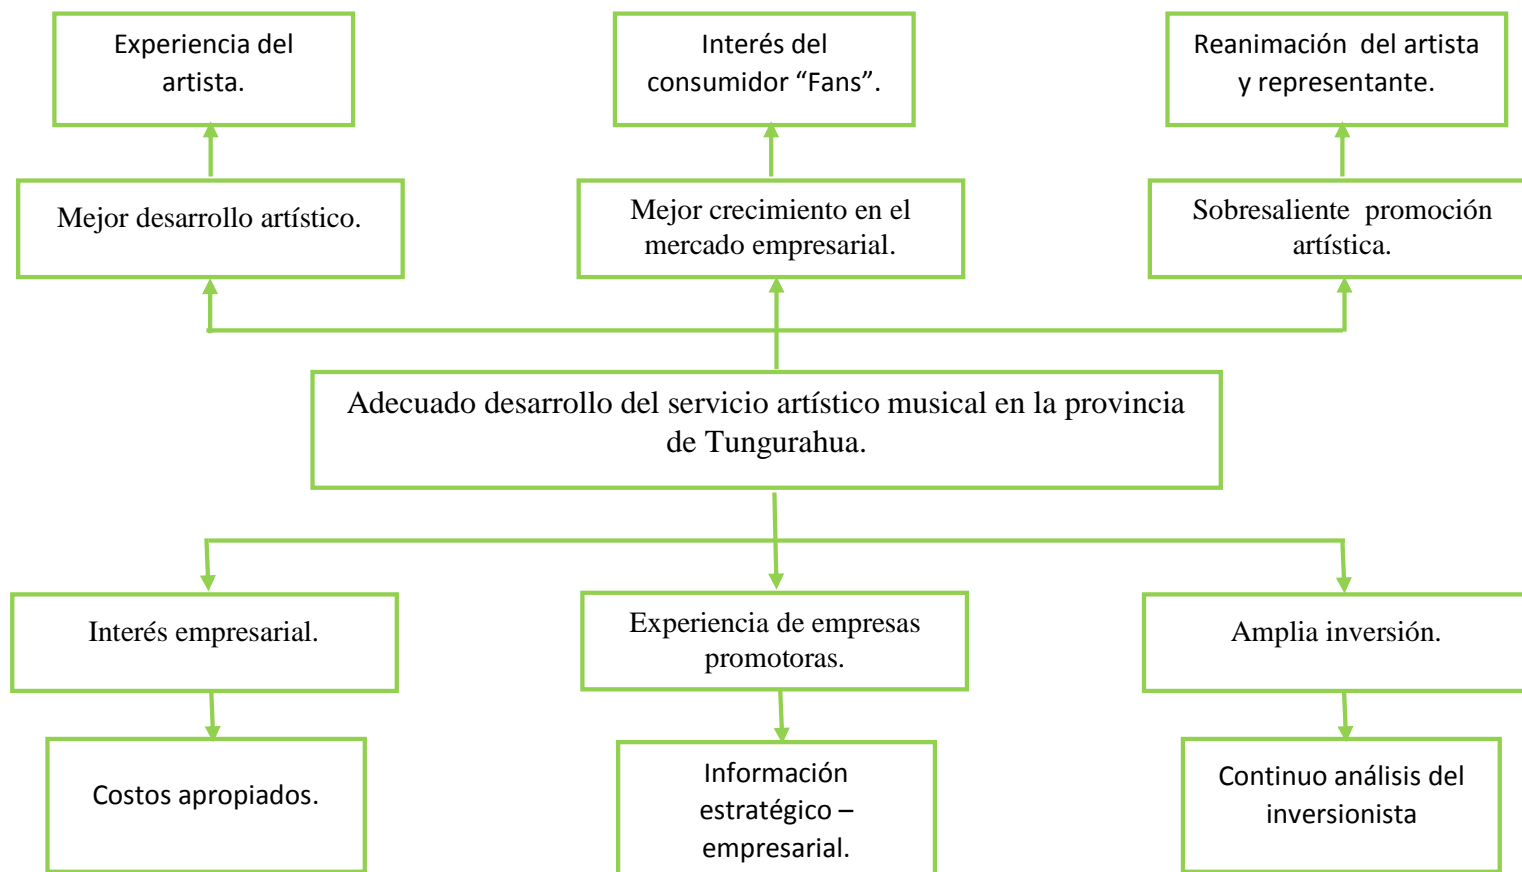 Experiencia del
artista.
Interés del
consumidor “Fans”.
Reanimación  del artista
y representante.
Mejor desarrollo artístico.
Mejor crecimiento en el
mercado empresarial.
Sobresaliente  promoción
artística.
Adecuado desarrollo del servicio artístico musical en la provincia
de Tungurahua.
Interés empresarial.
Experiencia de empresas
promotoras.
Amplia inversión.
Costos apropiados.
Información
estratégico –
empresarial.
Continuo análisis del
inversionista